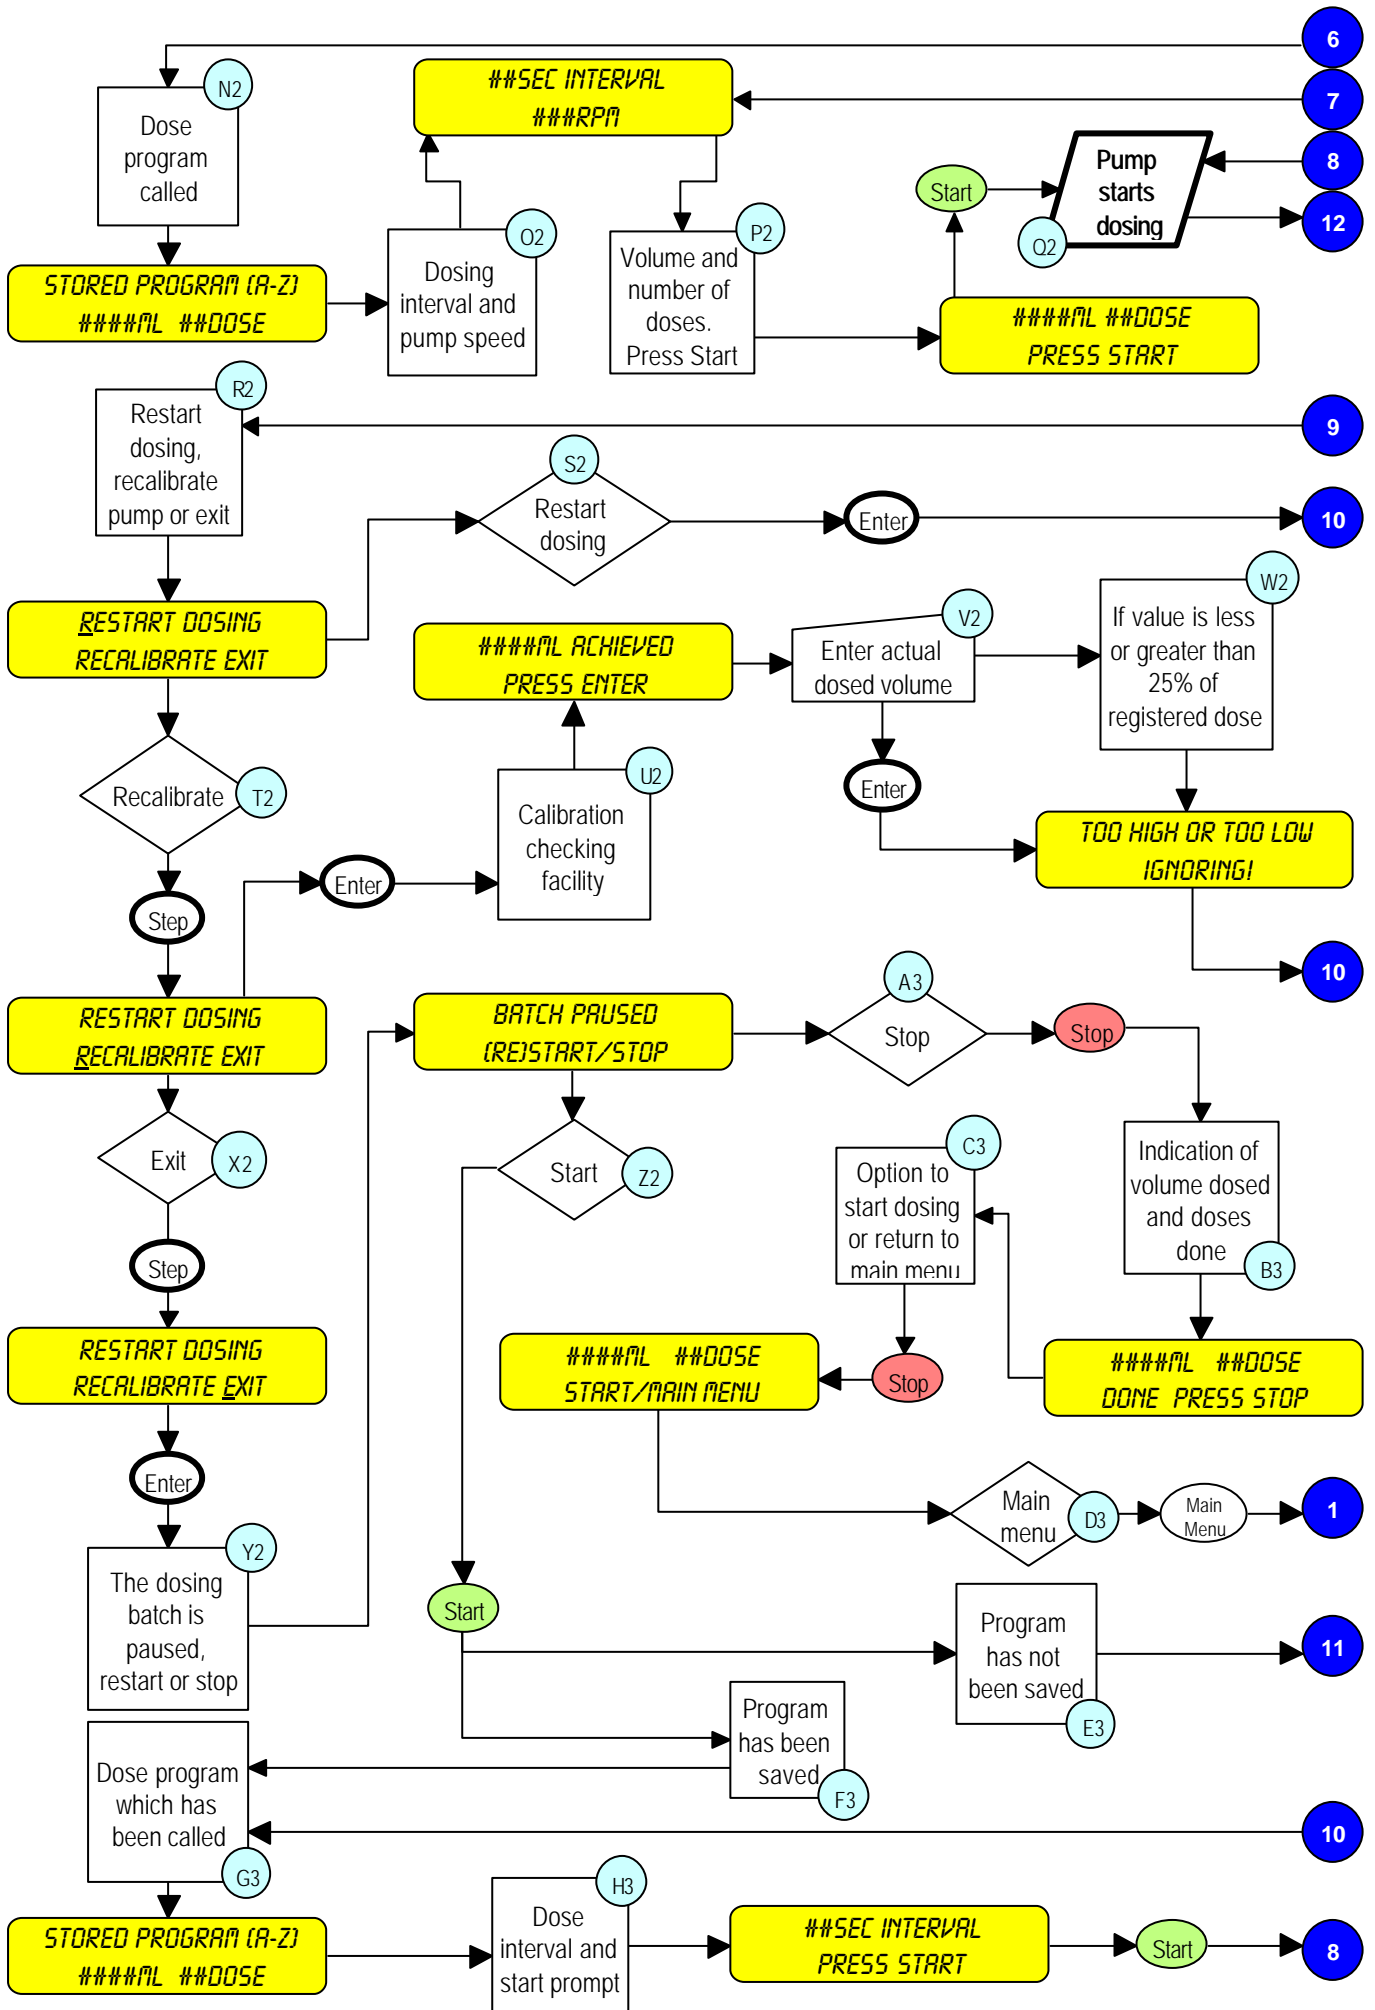 6
N2
##SEC INTERVAL
###RPM
7
Dose
program
called
8
Pump
starts
dosing
Start
12
Q2
O2
P2
Dosing
interval and
pump speed
Volume and
number of
doses.
Press Start
STORED PROGRAM (A-Z)
####ML ##DOSE
####ML ##DOSE
PRESS START
R2
Restart
dosing,
recalibrate
pump or exit
9
S2
Restart
dosing
Enter
10
RESTART DOSING
RECALIBRATE EXIT
####ML ACHIEVED
PRESS ENTER
V2
Enter actual
dosed volume
W2
If value is less
or greater than
25% of
registered dose
Recalibrate
T2
U2
Calibration
checking
facility
Enter
TOO HIGH OR TOO LOW
IGNORING!
Enter
Step
10
RESTART DOSING
RECALIBRATE EXIT
BATCH PAUSED
(RE)START/STOP
A3
Stop
Stop
Exit
X2
Start
Z2
C3
Option to
start dosing
or return to
main menu
Indication of
volume dosed
and doses
done
B3
Step
RESTART DOSING
RECALIBRATE EXIT
####ML ##DOSE
START/MAIN MENU
Stop
####ML ##DOSE
DONE PRESS STOP
Enter
Main
menu
D3
Main
Menu
1
Y2
The dosing
batch is
paused,
restart or stop
Start
Program
has not
been saved
E3
11
Program
has been
saved
F3
Dose program
which has
been called
G3
10
STORED PROGRAM (A-Z)
####ML ##DOSE
H3
Dose
interval and
start prompt
##SEC INTERVAL
PRESS START
Start
8